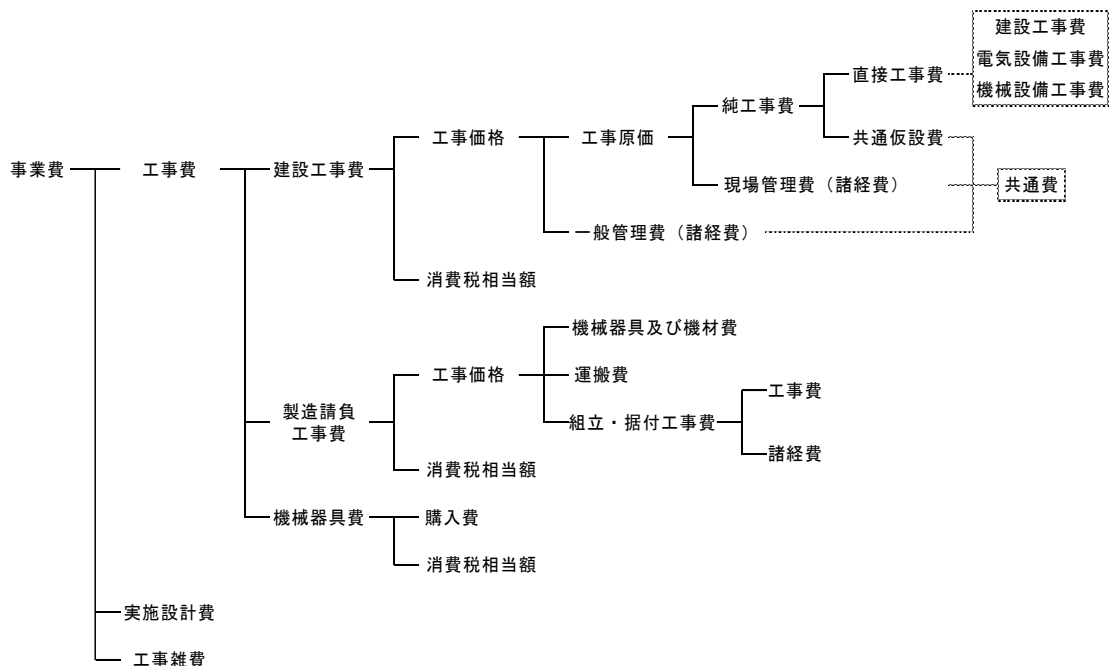 建設工事費
電気設備工事費
機械設備工事費
直接工事費
純工事費
工事価格
工事原価
共通仮設費
事業費
工事費
建設工事費
現場管理費（諸経費）
共通費
一般管理費（諸経費）
消費税相当額
機械器具及び機材費
工事価格
運搬費
工事費
製造請負
工事費
組立・据付工事費
諸経費
消費税相当額
機械器具費
購入費
消費税相当額
実施設計費
工事雑費